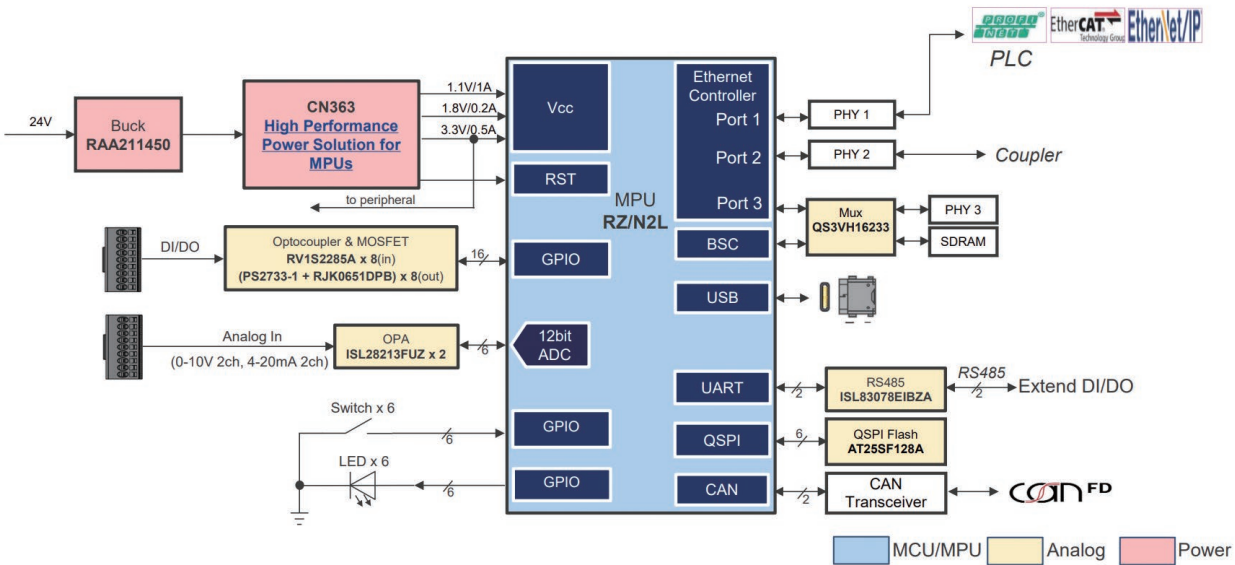 PROFI
NET
EtherCAT
Technology Group
EtherNet/IP
PLC
24V
Buck
RAA211450
CN363
High Performance
Power Solution for
MPUs
1.1V/1A
1.8V/0.2A
3.3V/0.5A
to peripheral
Vcc
RST
MPU
RZ/N2L
Ethernet
Controller
Port 1
Port 2
Port 3
PHY 1
PHY 2
Coupler
BSC
Mux
QS3VH16233
PHY 3
SDRAM
DI/DO
Optocoupler & MOSFET
RV1S2285A x 8(in)
(PS2733-1 + RJK0651DPB) x 8(out)
16
GPIO
USB
Analog In
(0-10V 2ch, 4-20mA 2ch)
OPA
ISL28213FUZ x 2
6
12bit
ADC
UART
2
RS485
ISL83078EIBZA
RS485
2
Extend DI/DO
Switch x 6
6
GPIO
QSPI
6
QSPI Flash
AT25SF128A
LED x 6
6
GPIO
CAN
2
CAN
Transceiver
CAN FD
MCU/MPU
Analog
Power